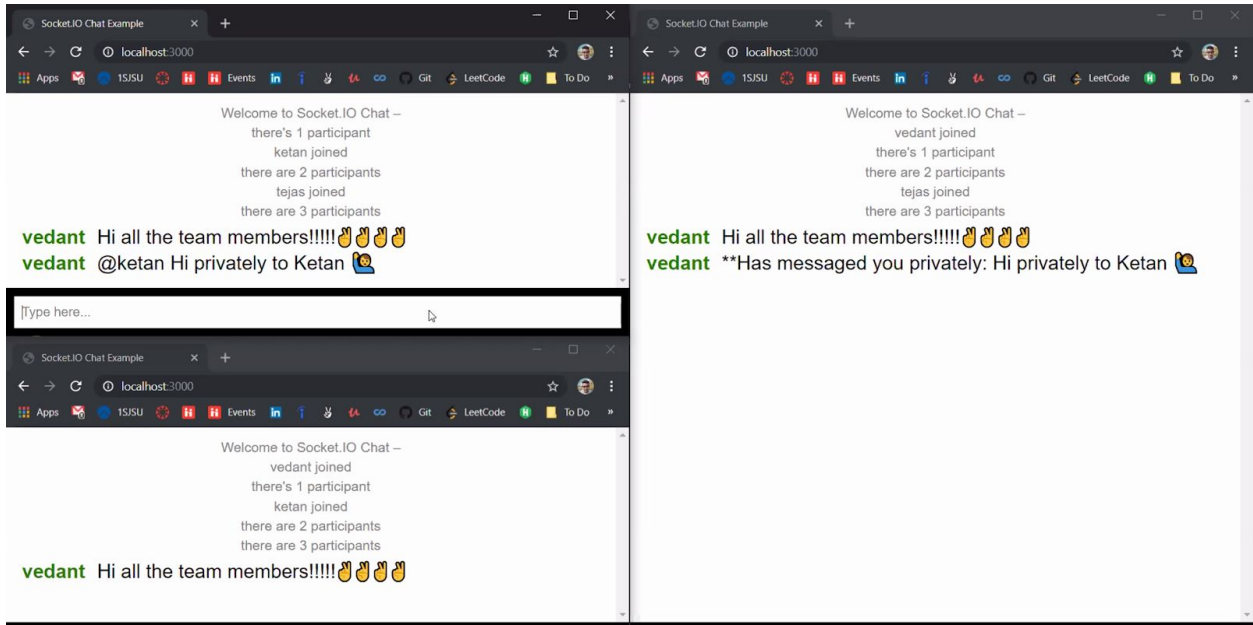 Socket.IO Chat Example
localhost:3000
Apps 1SJSU Events Git LeetCode To Do »
Welcome to Socket.IO Chat –
there's 1 participant
ketan joined
there are 2 participants
tejas joined
there are 3 participants
vedant Hi all the team members!!!!!✌✌✌✌
vedant @ketan Hi privately to Ketan 🙋
Type here...
Socket.IO Chat Example
localhost:3000
Apps 1SJSU Events Git LeetCode To Do »
Welcome to Socket.IO Chat –
vedant joined
there's 1 participant
ketan joined
there are 2 participants
there are 3 participants
vedant Hi all the team members!!!!!✌✌✌✌
Socket.IO Chat Example
localhost:3000
Apps 1SJSU Events Git LeetCode To Do »
Welcome to Socket.IO Chat –
vedant joined
there's 1 participant
there are 2 participants
tejas joined
there are 3 participants
vedant Hi all the team members!!!!!✌✌✌✌
vedant **Has messaged you privately: Hi privately to Ketan 🙋